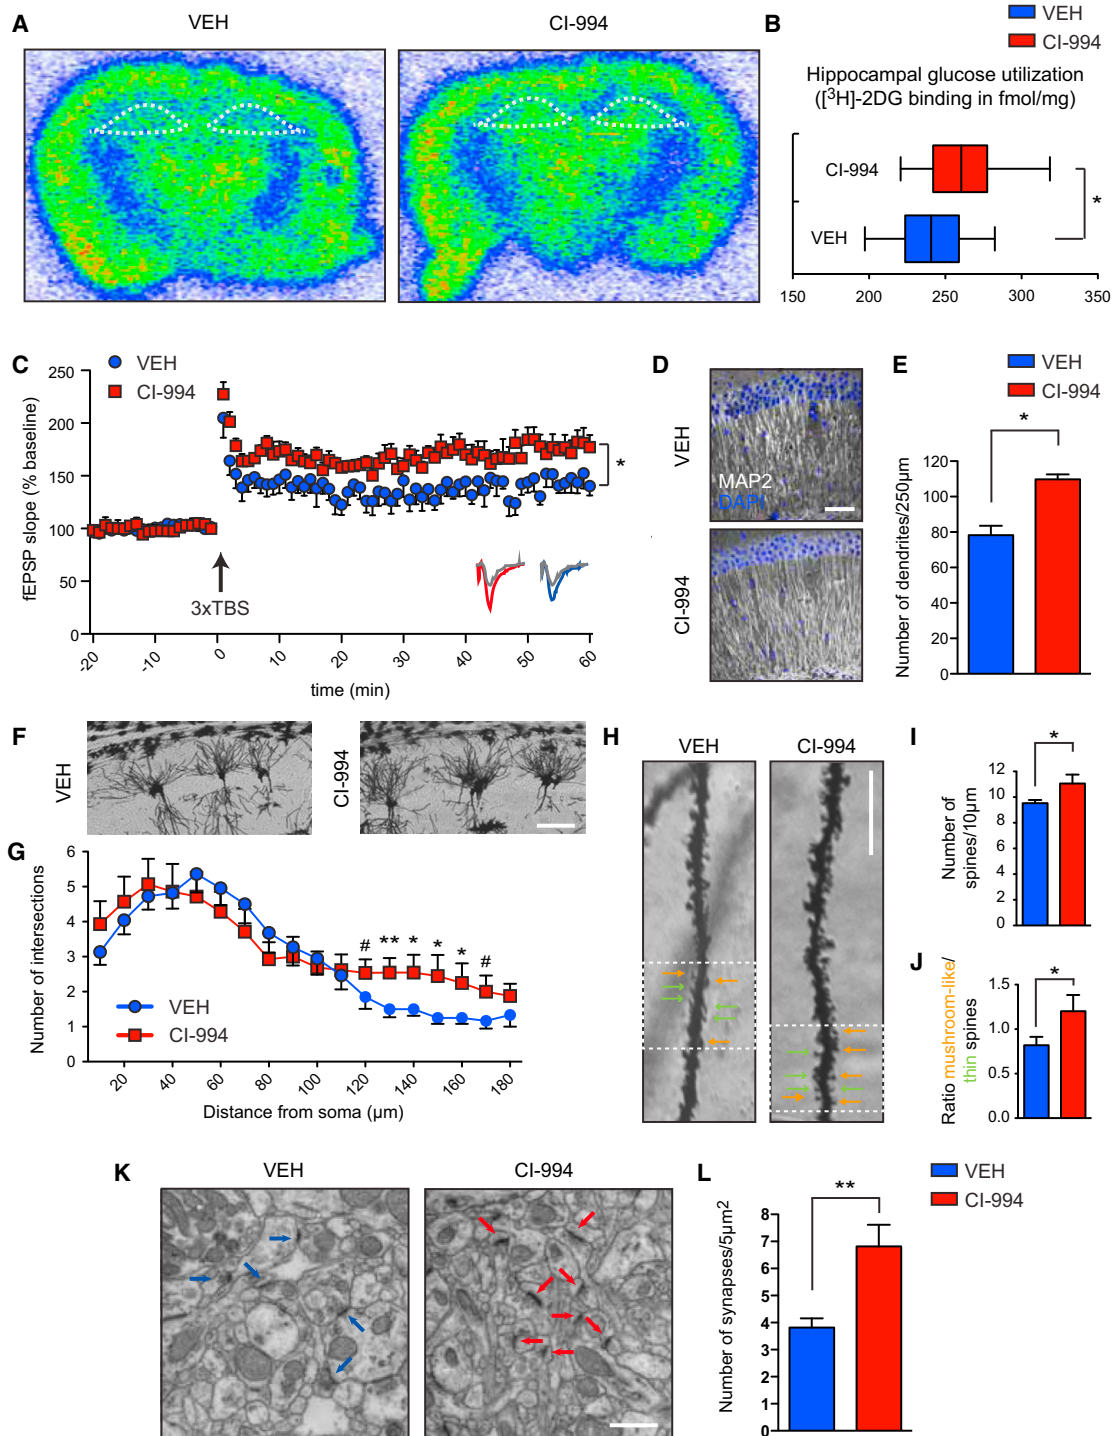 A
VEH
CI-994
B
VEH
CI-994
Hippocampal glucose utilization
([³H]-2DG binding in fmol/mg)
CI-994
VEH
*
150 200 250 300 350
C
VEH
CI-994
fEPSP slope (% baseline)
250
200
150
100
50
0
*
3xTBS
-20 -10 0 10 20 30 40 50 60
time (min)
D
VEH
MAP2
DAPI
CI-994
E
VEH
CI-994
*
Number of dendrites/250µm
120
100
80
60
40
20
0
F
VEH
CI-994
G
Number of intersections
6
5
4
3
2
1
0
# ** * * * #
VEH
CI-994
20 40 60 80 100 120 140 160 180
Distance from soma (µm)
H
VEH
CI-994
I
*
Number of
spines/10µm
12
10
8
6
4
2
0
J
*
Ratio mushroom-like/
thin spines
1.5
1.0
0.5
0.0
K
VEH
CI-994
L
VEH
CI-994
**
Number of synapses/5µm²
8
7
6
5
4
3
2
1
0